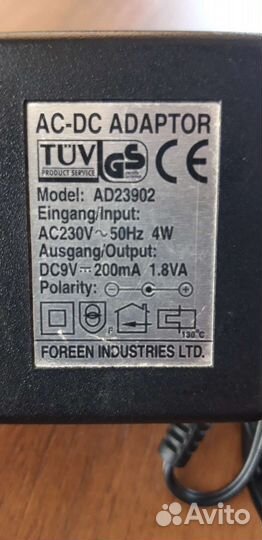 AC-DC ADAPTOR
TÜV
PRODUCT SERVICE
GS
CE
Model: AD23902
Eingang/Input:
AC230V ~ 50Hz 4W
Ausgang/Output:
DC9V ⎓ 200mA 1.8VA
Polarity: ⊖ ⊕
F
130°C
FOREEN INDUSTRIES LTD.
Avito